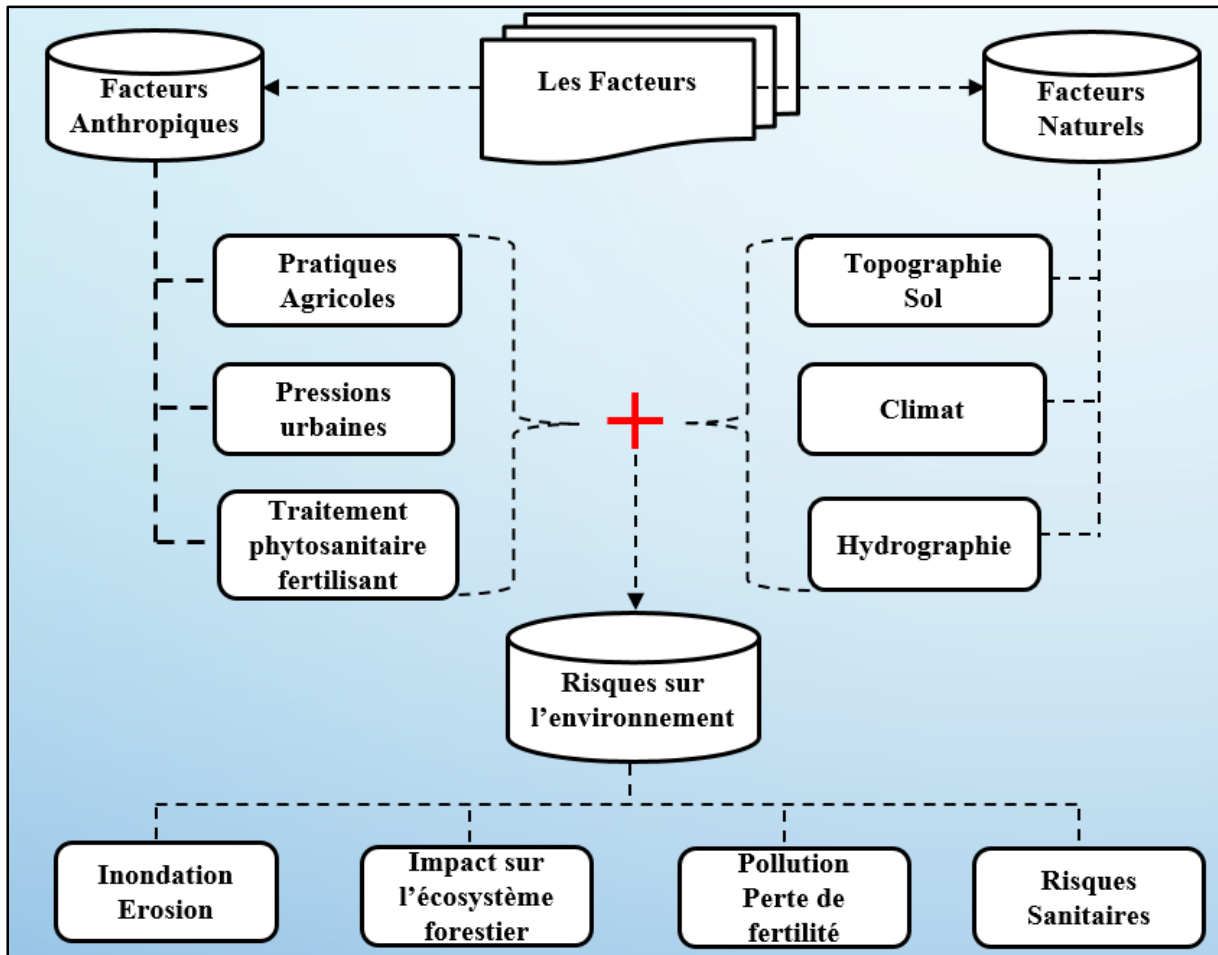 Les Facteurs
Facteurs
Anthropiques
Facteurs
Naturels
Pratiques
Agricoles
Pressions
urbaines
Traitement
phytosanitaire
fertilisant
Topographie
Sol
Climat
Hydrographie
+
Risques sur
l’environnement
Inondation
Erosion
Impact sur
l’écosystème
forestier
Pollution
Perte de
fertilité
Risques
Sanitaires